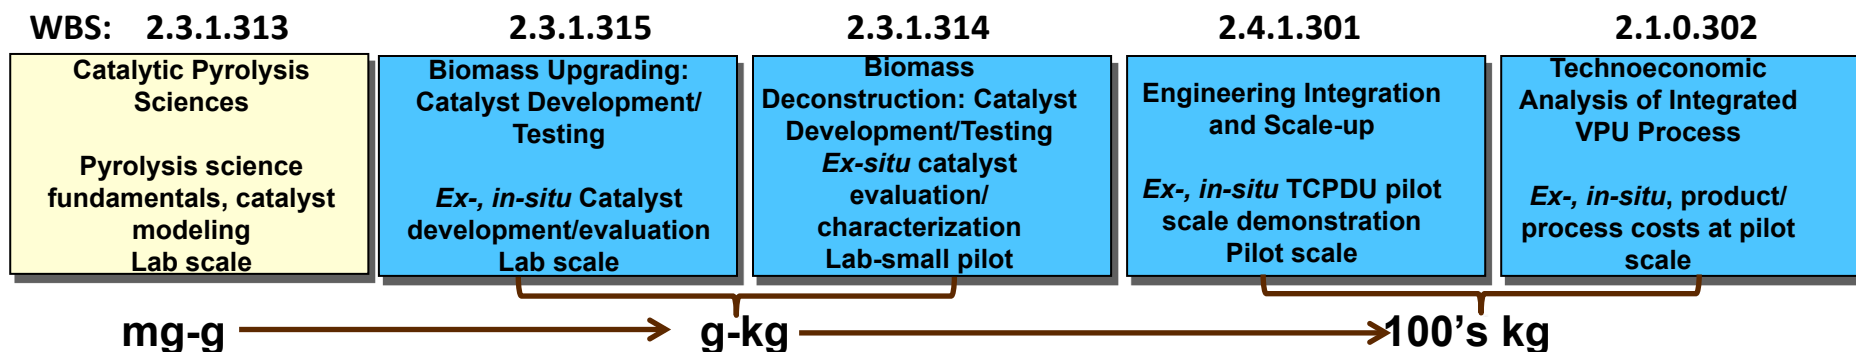 WBS: 2.3.1.313 2.3.1.315 2.3.1.314 2.4.1.301 2.1.0.302
Catalytic Pyrolysis
Sciences
Pyrolysis science
fundamentals, catalyst
modeling
Lab scale
Biomass Upgrading:
Catalyst Development/
Testing
Ex-, in-situ Catalyst
development/evaluation
Lab scale
Biomass
Deconstruction: Catalyst
Development/Testing
Ex-situ catalyst
evaluation/
characterization
Lab-small pilot
Engineering Integration
and Scale-up
Ex-, in-situ TCPDU pilot
scale demonstration
Pilot scale
Technoeconomic
Analysis of Integrated
VPU Process
Ex-, in-situ, product/
process costs at pilot
scale
mg-g g-kg 100's kg